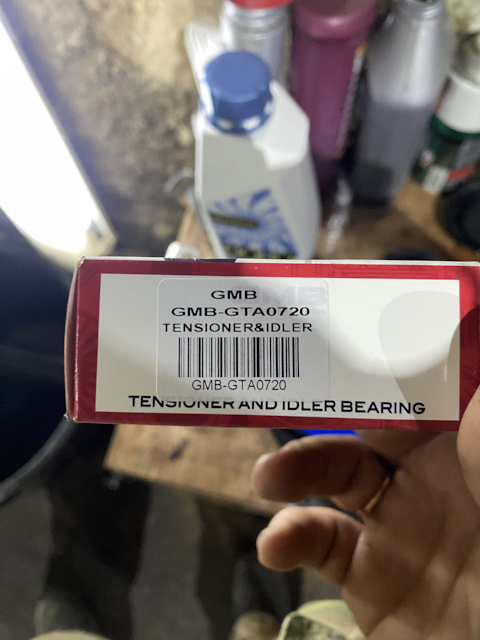 GMB
GMB-GTA0720
TENSIONER&IDLER
GMB-GTA0720
TENSIONER AND IDLER BEARING